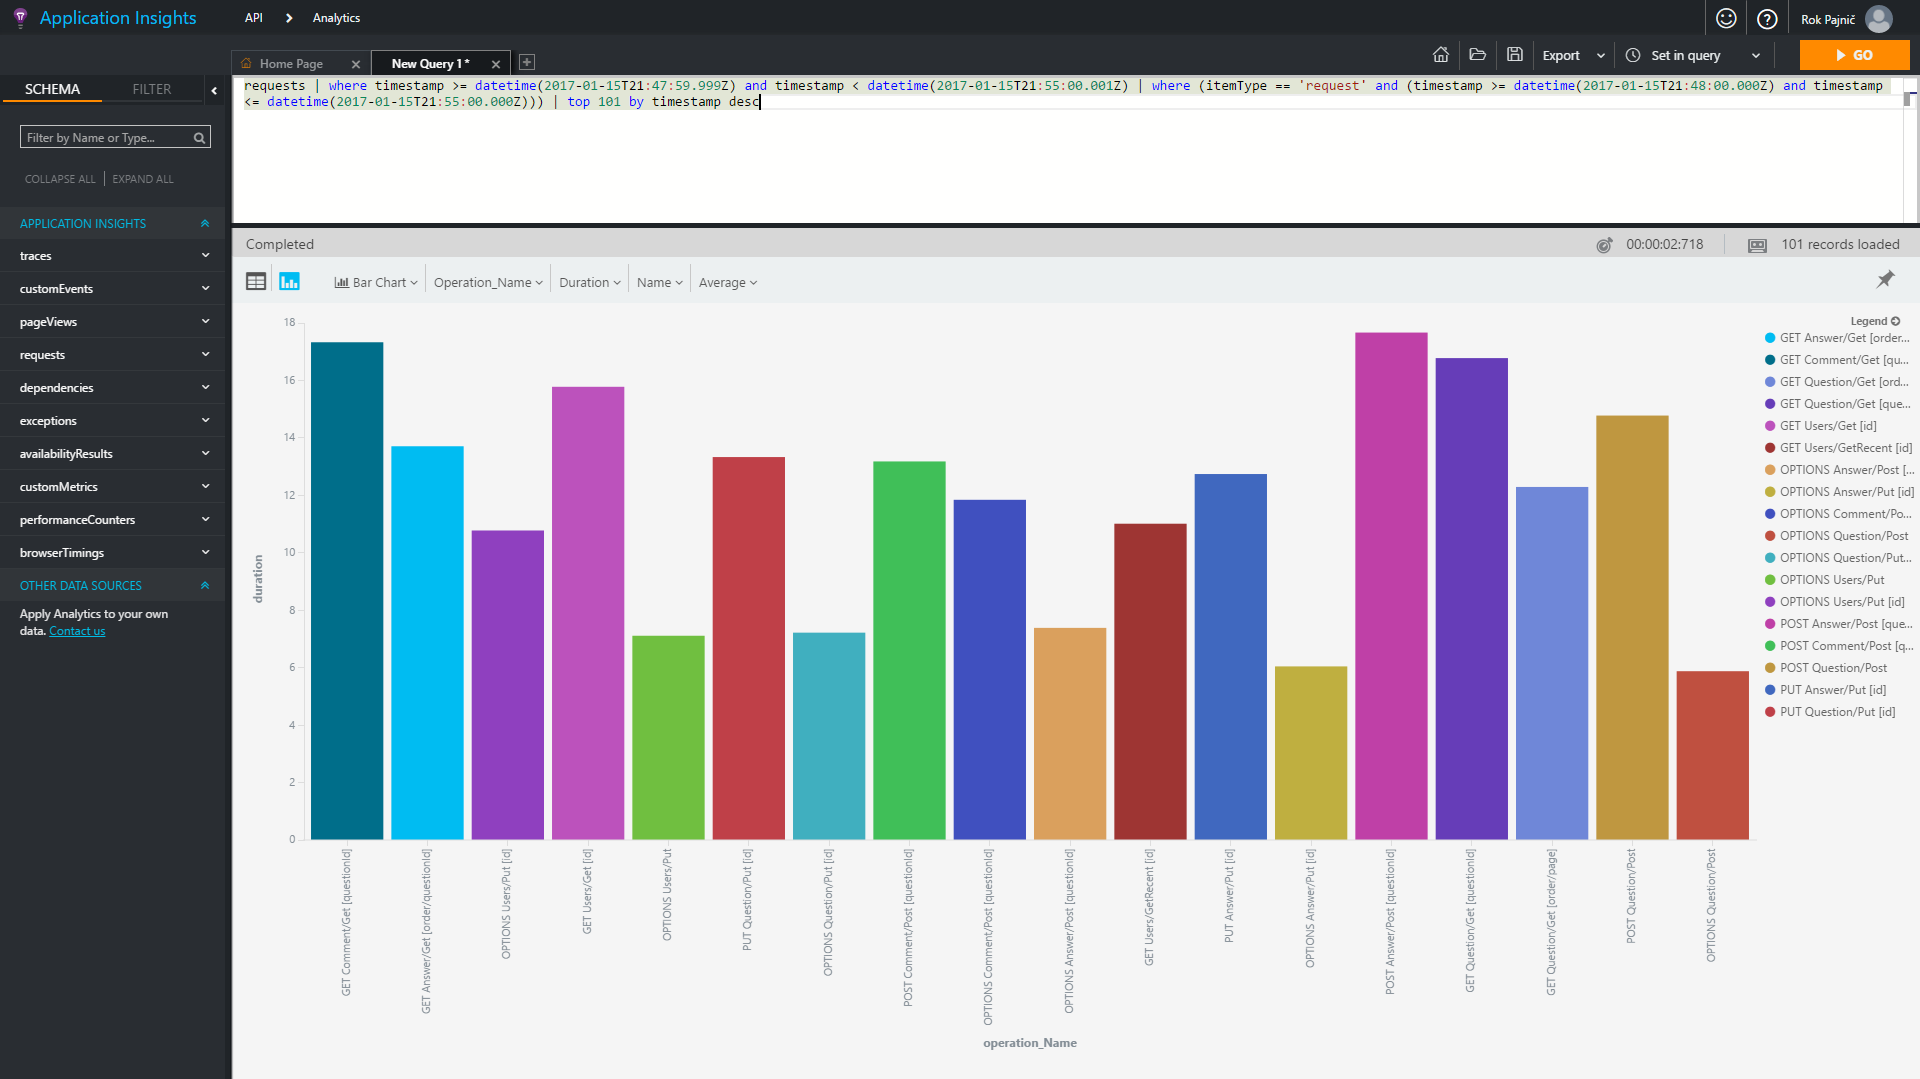 Application Insights
API
Analytics
Rok Pajnič
Home Page
New Query 1*
Export
Set in query
GO
SCHEMA
FILTER
requests | where timestamp >= datetime(2017-01-15T21:47:59.999Z) and timestamp < datetime(2017-01-15T21:55:00.001Z) | where (itemType == 'request' and (timestamp >= datetime(2017-01-15T21:48:00.000Z) and timestamp
<= datetime(2017-01-15T21:55:00.000Z))) | top 101 by timestamp desc
Filter by Name or Type...
COLLAPSE ALL
EXPAND ALL
APPLICATION INSIGHTS
traces
customEvents
pageViews
requests
dependencies
exceptions
availabilityResults
customMetrics
performanceCounters
browserTimings
OTHER DATA SOURCES
Apply Analytics to your own
data. Contact us
Completed
00:00:02:718
101 records loaded
Bar Chart
Operation_Name
Duration
Name
Average
18
16
14
12
10
8
6
4
2
0
duration
GET Comment/Get [questionId]
GET Answer/Get [order/questionId]
OPTIONS Users/Put [id]
GET Users/Get [id]
OPTIONS Users/Put
PUT Question/Put [id]
OPTIONS Question/Put [id]
POST Comment/Post [questionId]
OPTIONS Comment/Post [questionId]
OPTIONS Answer/Post [questionId]
GET Users/GetRecent [id]
PUT Answer/Put [id]
OPTIONS Answer/Put [id]
POST Answer/Post [questionId]
GET Question/Get [questionId]
GET Question/Get [order/page]
POST Question/Post
OPTIONS Question/Post
operation_Name
Legend
GET Answer/Get [order...
GET Comment/Get [qu...
GET Question/Get [ord...
GET Question/Get [que...
GET Users/Get [id]
GET Users/GetRecent [id]
OPTIONS Answer/Post [...
OPTIONS Answer/Put [id]
OPTIONS Comment/Po...
OPTIONS Question/Post
OPTIONS Question/Put...
OPTIONS Users/Put
OPTIONS Users/Put [id]
POST Answer/Post [que...
POST Comment/Post [q...
POST Question/Post
PUT Answer/Put [id]
PUT Question/Put [id]